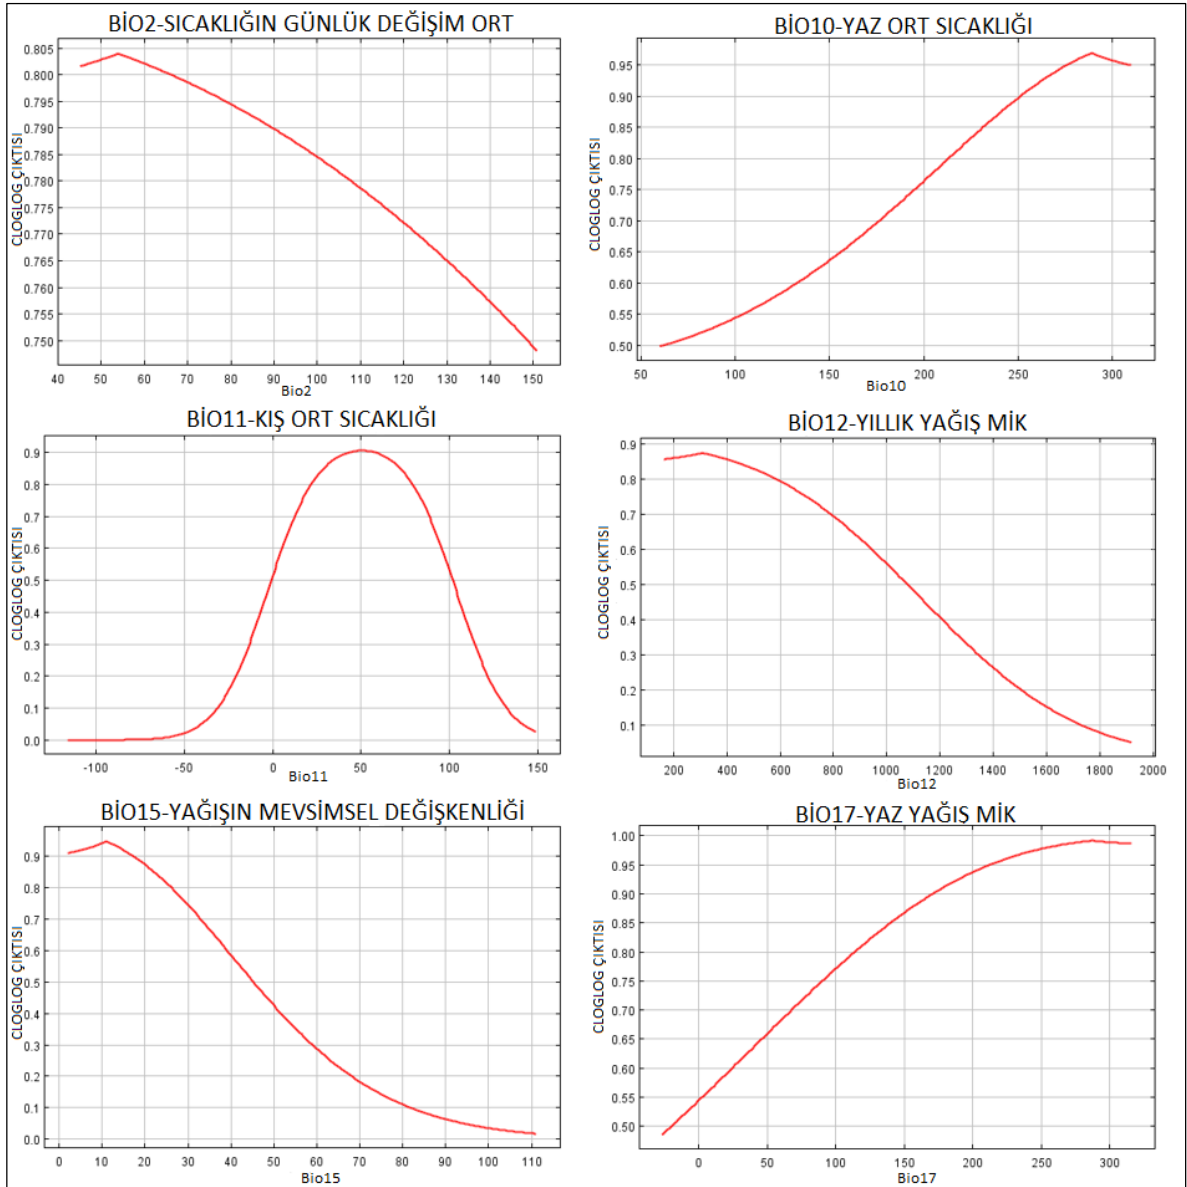 BİO2-SICAKLIĞIN GÜNLÜK DEĞİŞİM ORT
CLOGLOG ÇIKTISI
0.805
0.800
0.795
0.790
0.785
0.780
0.775
0.770
0.765
0.760
0.755
0.750
40 50 60 70 80 90 100 110 120 130 140 150
Bio2
BİO10-YAZ ORT SICAKLIĞI
CLOGLOG ÇIKTISI
0.95
0.90
0.85
0.80
0.75
0.70
0.65
0.60
0.55
0.50
50 100 150 200 250 300
Bio10
BİO11-KIŞ ORT SICAKLIĞI
CLOGLOG ÇIKTISI
0.9
0.8
0.7
0.6
0.5
0.4
0.3
0.2
0.1
0.0
-100 -50 0 50 100 150
Bio11
BİO12-YILLIK YAĞIŞ MİK
CLOGLOG ÇIKTISI
0.9
0.8
0.7
0.6
0.5
0.4
0.3
0.2
0.1
200 400 600 800 1000 1200 1400 1600 1800 2000
Bio12
BİO15-YAĞIŞIN MEVSİMSEL DEĞİŞKENLİĞİ
CLOGLOG ÇIKTISI
0.9
0.8
0.7
0.6
0.5
0.4
0.3
0.2
0.1
0.0
0 10 20 30 40 50 60 70 80 90 100 110
Bio15
BİO17-YAZ YAĞIŞ MİK
CLOGLOG ÇIKTISI
1.00
0.95
0.90
0.85
0.80
0.75
0.70
0.65
0.60
0.55
0.50
0 50 100 150 200 250 300
Bio17